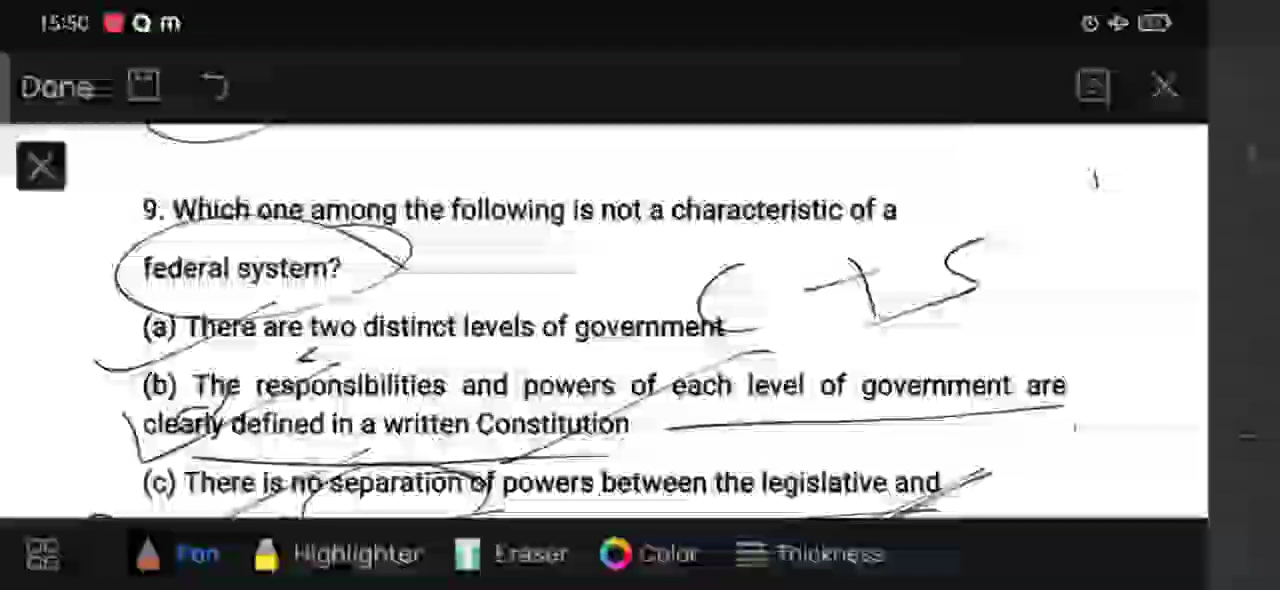 15:50 Q m
Done
9. Which one among the following is not a characteristic of a
federal system?
C + S
(a) There are two distinct levels of government
(b) The responsibilities and powers of each level of government are
clearly defined in a written Constitution
(c) There is no separation of powers between the legislative and
Pen Highlighter Eraser Color Thickness